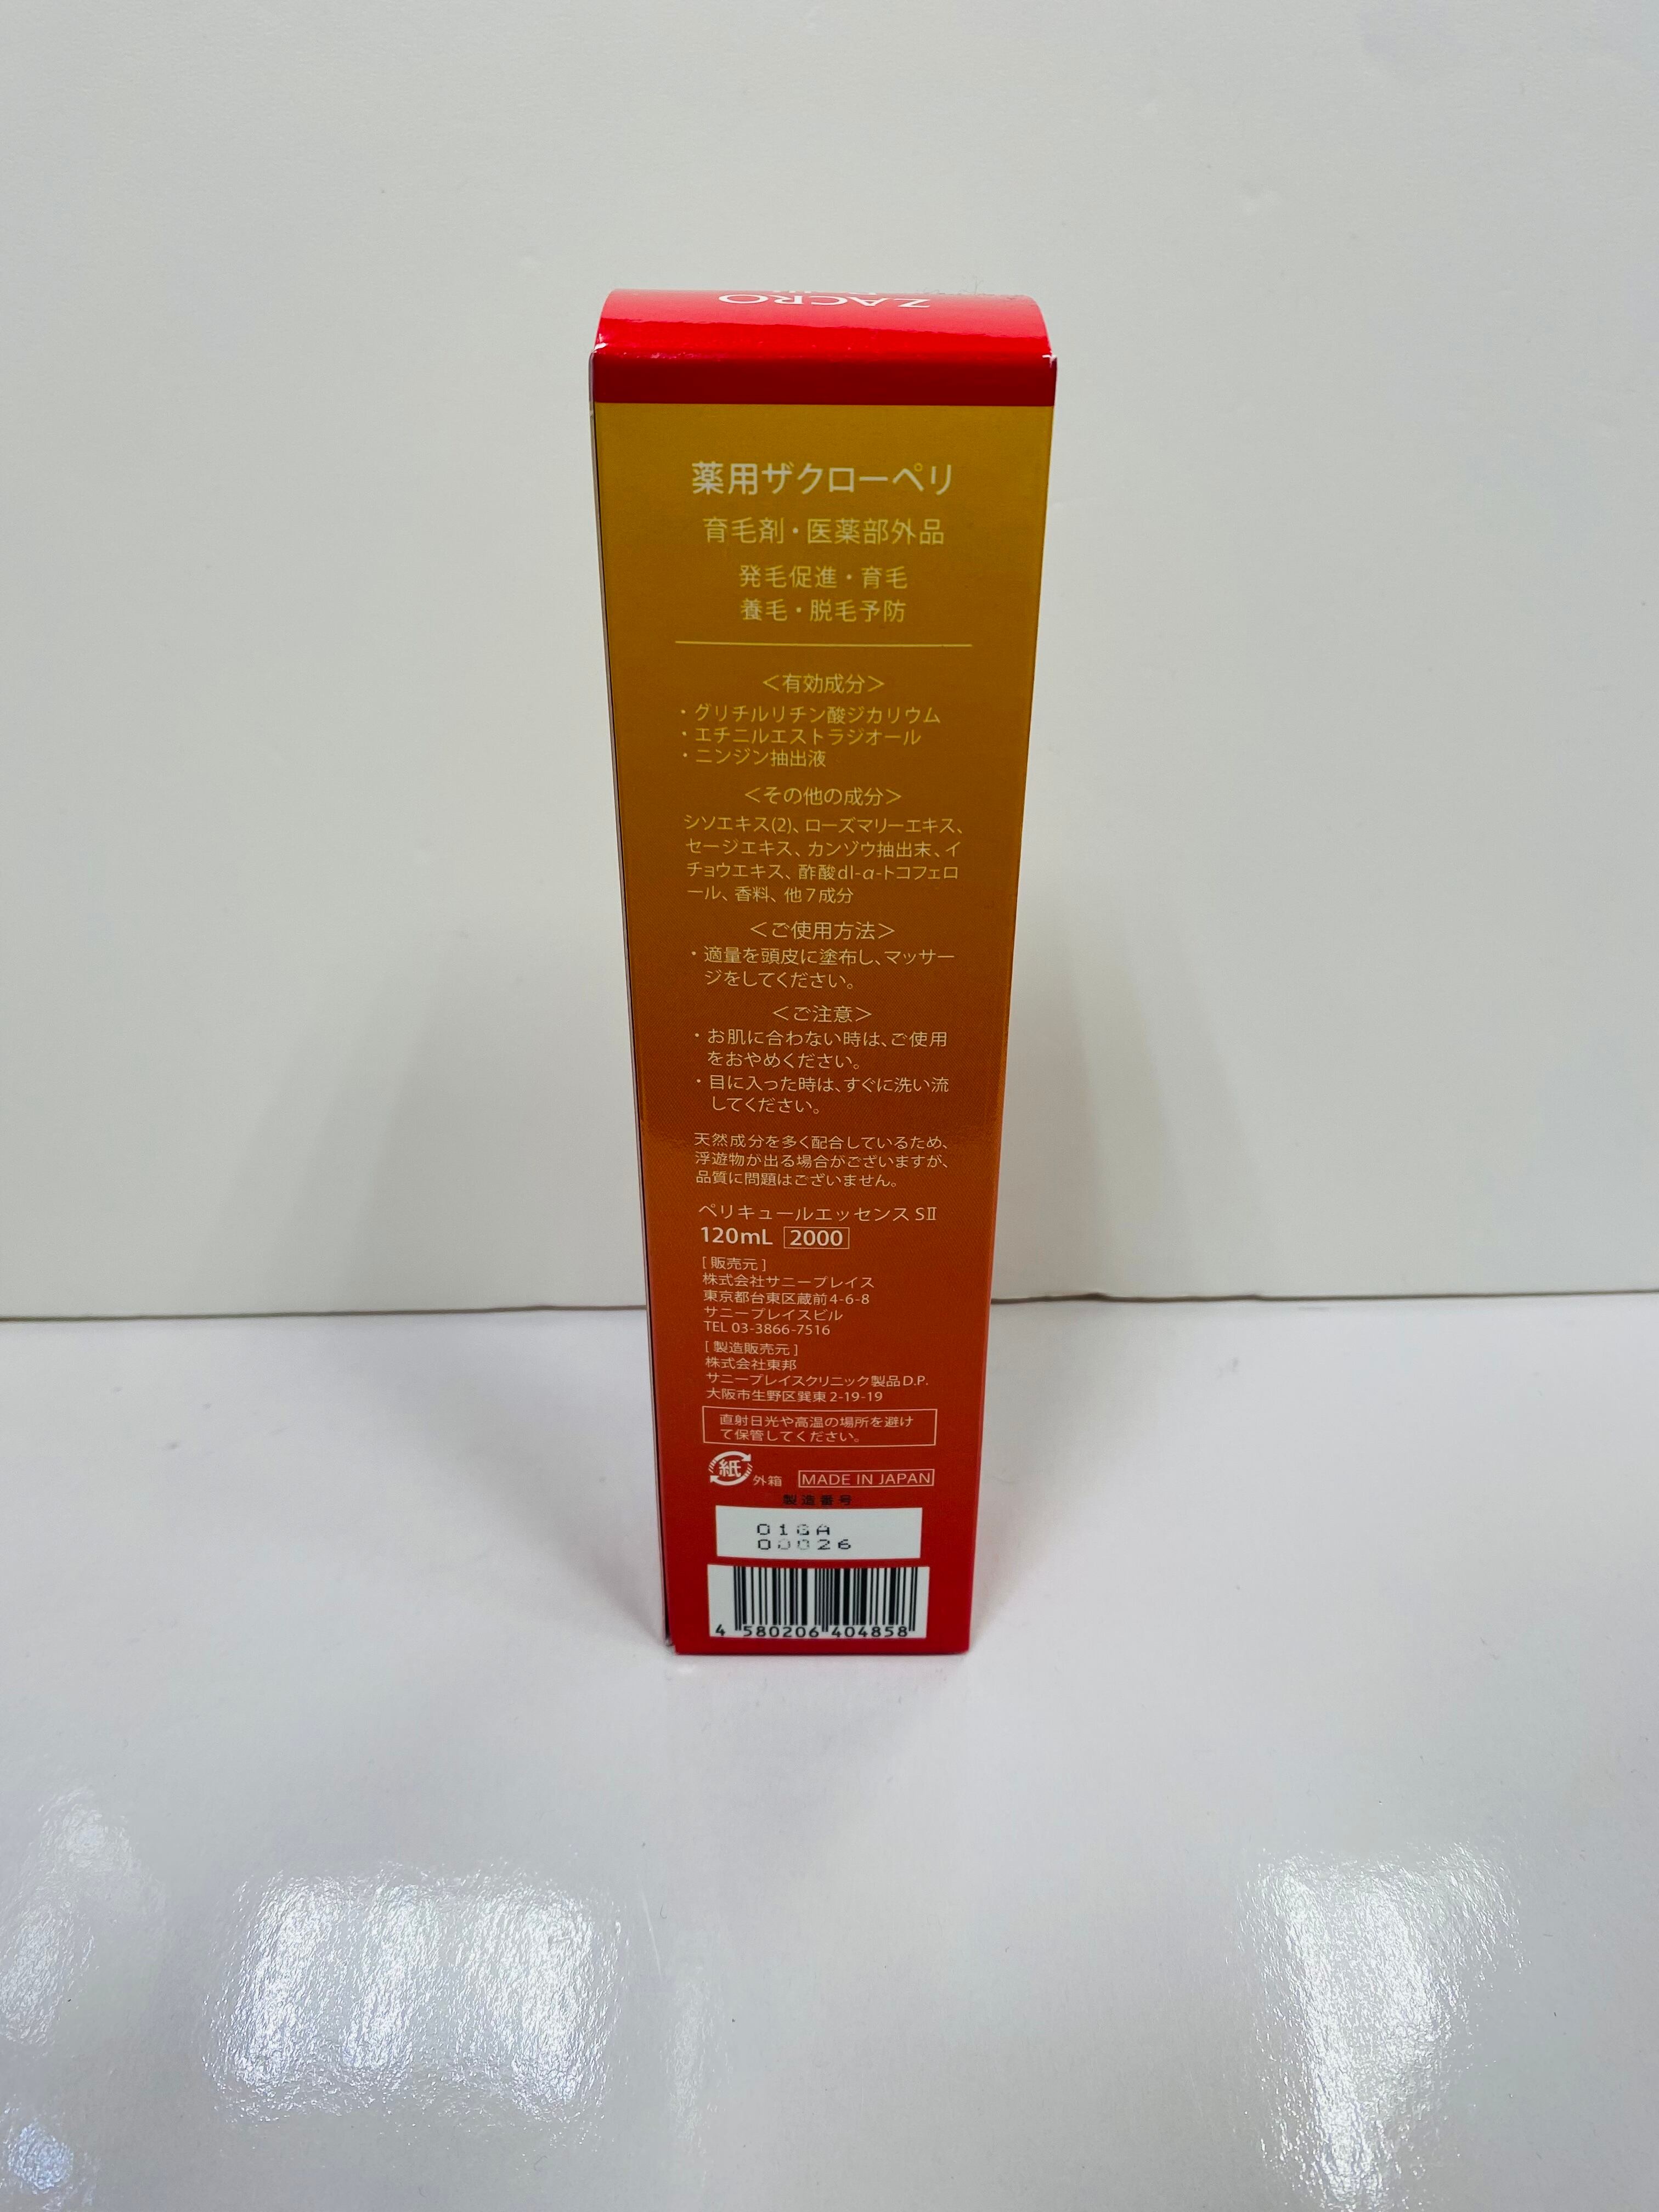 ZACRO
薬用ザクローペリ
育毛剤・医薬部外品
発毛促進・育毛
養毛・脱毛予防
＜有効成分＞
・グリチルリチン酸ジカリウム
・エチニルエストラジオール
・ニンジン抽出液
＜その他の成分＞
シソエキス(2)、ローズマリーエキス、
セージエキス、カンゾウ抽出末、イ
チョウエキス、酢酸dl-α-トコフェロ
ール、香料、他7成分
＜ご使用方法＞
・適量を頭皮に塗布し、マッサー
ジをしてください。
＜ご注意＞
・お肌に合わない時は、ご使用
をおやめください。
・目に入った時は、すぐに洗い流
してください。
天然成分を多く配合しているため、
浮遊物が出る場合がございますが、
品質に問題はございません。
ペリキュールエッセンス SⅡ
120mL 2000
[ 販売元 ]
株式会社サニープレイス
東京都台東区蔵前4-6-8
サニープレイスビル
TEL 03-3866-7516
[ 製造販売元 ]
株式会社東邦
サニープレイスクリニック製品D.P.
大阪市生野区巽東2-19-19
直射日光や高温の場所を避け
て保管してください。
紙 外箱 MADE IN JAPAN
製造番号
01GA
00026
4 580206 404858